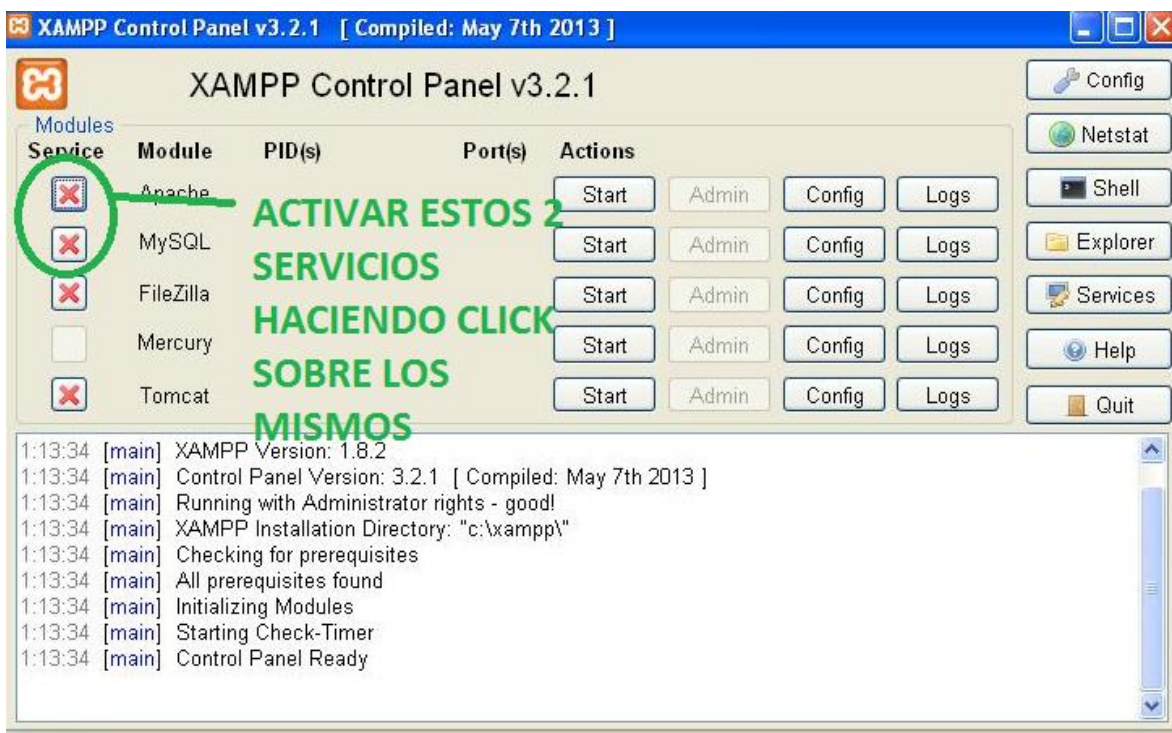 XAMPP Control Panel v3.2.1 [ Compiled: May 7th 2013 ]
XAMPP Control Panel v3.2.1
Config
Netstat
Shell
Explorer
Services
Help
Quit
Modules
Service Module PID(s) Port(s) Actions
Apache Start Admin Config Logs
MySQL Start Admin Config Logs
FileZilla Start Admin Config Logs
Mercury Start Admin Config Logs
Tomcat Start Admin Config Logs
ACTIVAR ESTOS 2
SERVICIOS
HACIENDO CLICK
SOBRE LOS
MISMOS
1:13:34 [main] XAMPP Version: 1.8.2
1:13:34 [main] Control Panel Version: 3.2.1 [ Compiled: May 7th 2013 ]
1:13:34 [main] Running with Administrator rights - good!
1:13:34 [main] XAMPP Installation Directory: "c:\xampp\"
1:13:34 [main] Checking for prerequisites
1:13:34 [main] All prerequisites found
1:13:34 [main] Initializing Modules
1:13:34 [main] Starting Check-Timer
1:13:34 [main] Control Panel Ready